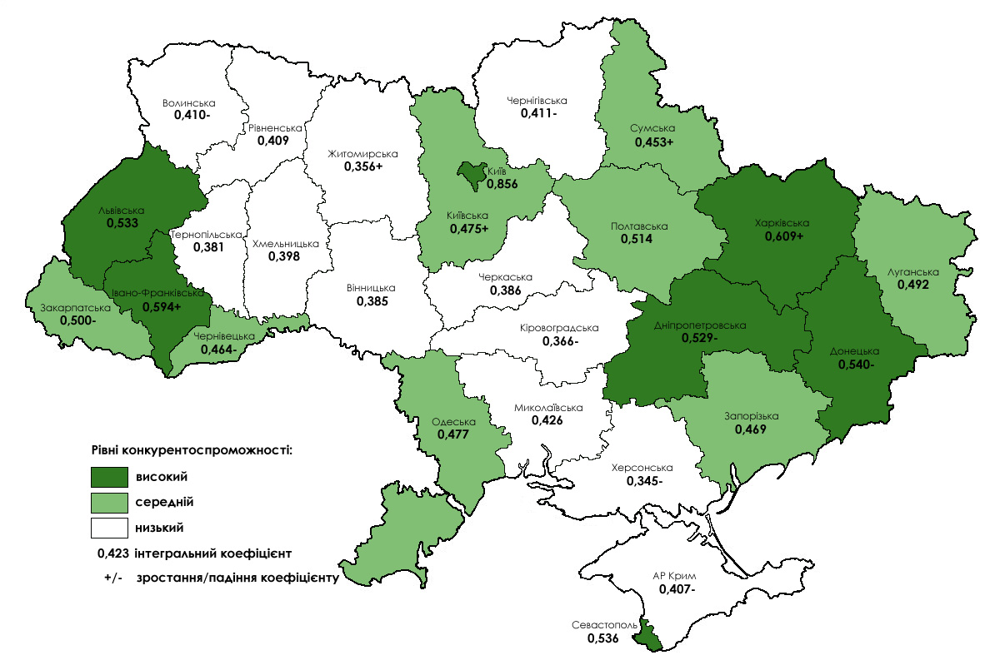 Чернігівська
0,411-
Волинська
0,410-
Рівненська
0,409
Сумська
0,453+
Житомирська
0,356+
Київ
0,856
Львівська
0,533
Київська
0,475+
Полтавська
0,514
Харківська
0,609+
Тернопільська
0,381
Хмельницька
0,398
Луганська
0,492
Черкаська
0,386
Вінницька
0,385
Івано-Франківська
0,594+
Закарпатська
0,500-
Чернівецька
0,464-
Кіровоградська
0,366-
Дніпропетровська
0,529-
Донецька
0,540-
Миколаївська
0,426
Запорізька
0,469
Одеська
0,477
Херсонська
0,345-
Рівні конкурентоспроможності:
високий
середній
низький
0,423 інтегральний коефіцієнт
+/- зростання/падіння коефіцієнту
АР Крим
0,407-
Севастополь
0,536